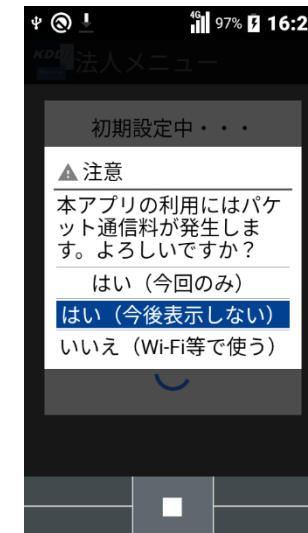 4G 97% 16:2
KDDI 法人メニュー
初期設定中・・・
注意
本アプリの利用にはパケ
ット通信料が発生しま
す。よろしいですか？
はい（今回のみ）
はい（今後表示しない）
いいえ（Wi-Fi等で使う）